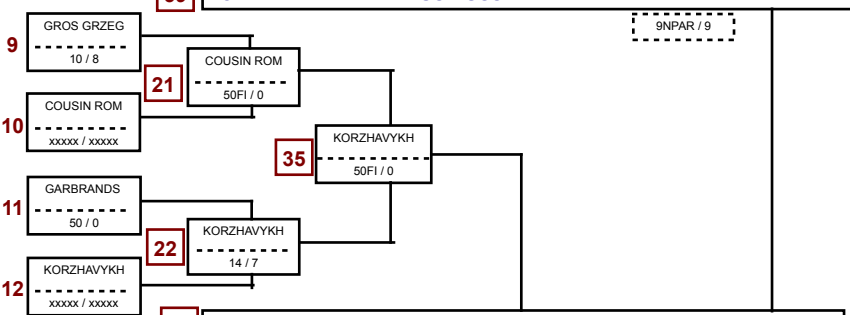 9NPAR / 9
9
GROS GRZEG
10 / 8
21
COUSIN ROM
50FI / 0
10
COUSIN ROM
xxxxx / xxxxx
35
KORZHAVYKH
50FI / 0
11
GARBRANDS
50 / 0
22
KORZHAVYKH
14 / 7
12
KORZHAVYKH
xxxxx / xxxxx